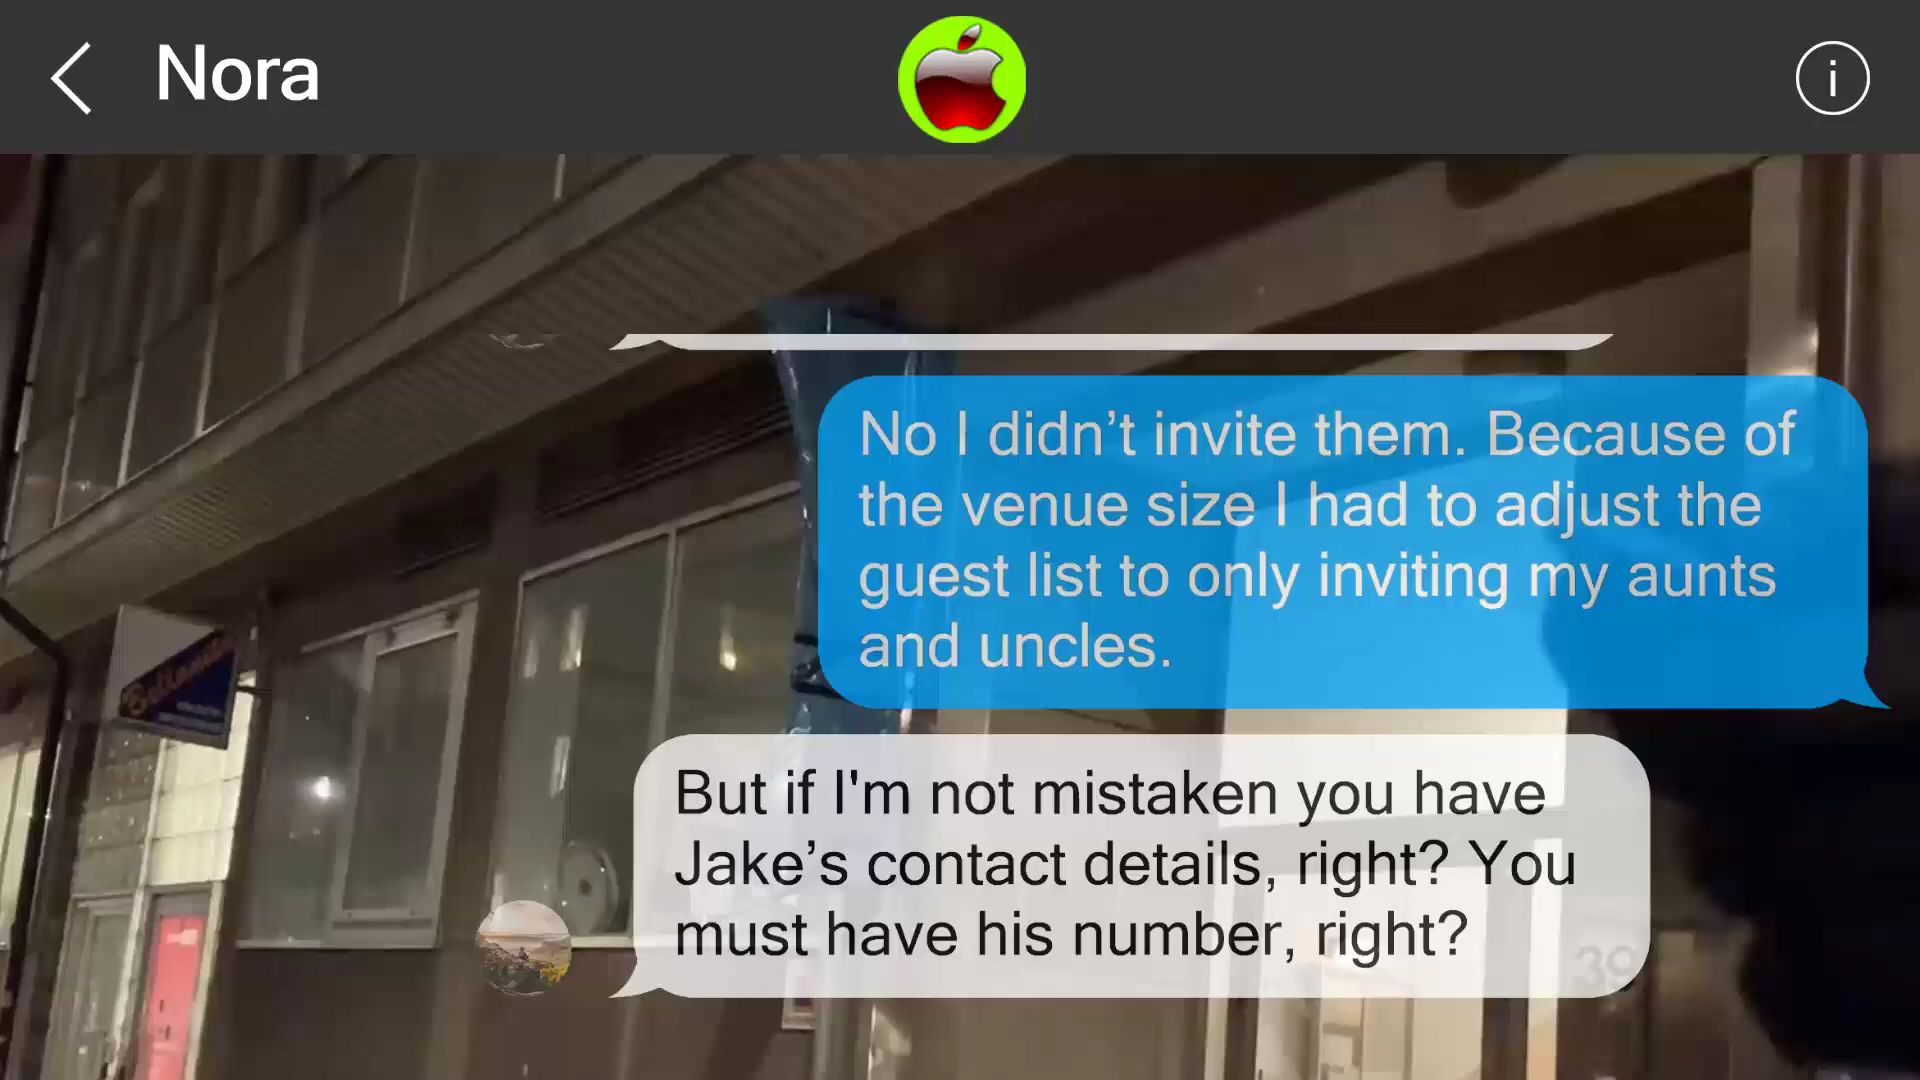 Nora
No I didn’t invite them. Because of
the venue size I had to adjust the
guest list to only inviting my aunts
and uncles.
But if I'm not mistaken you have
Jake’s contact details, right? You
must have his number, right?
39